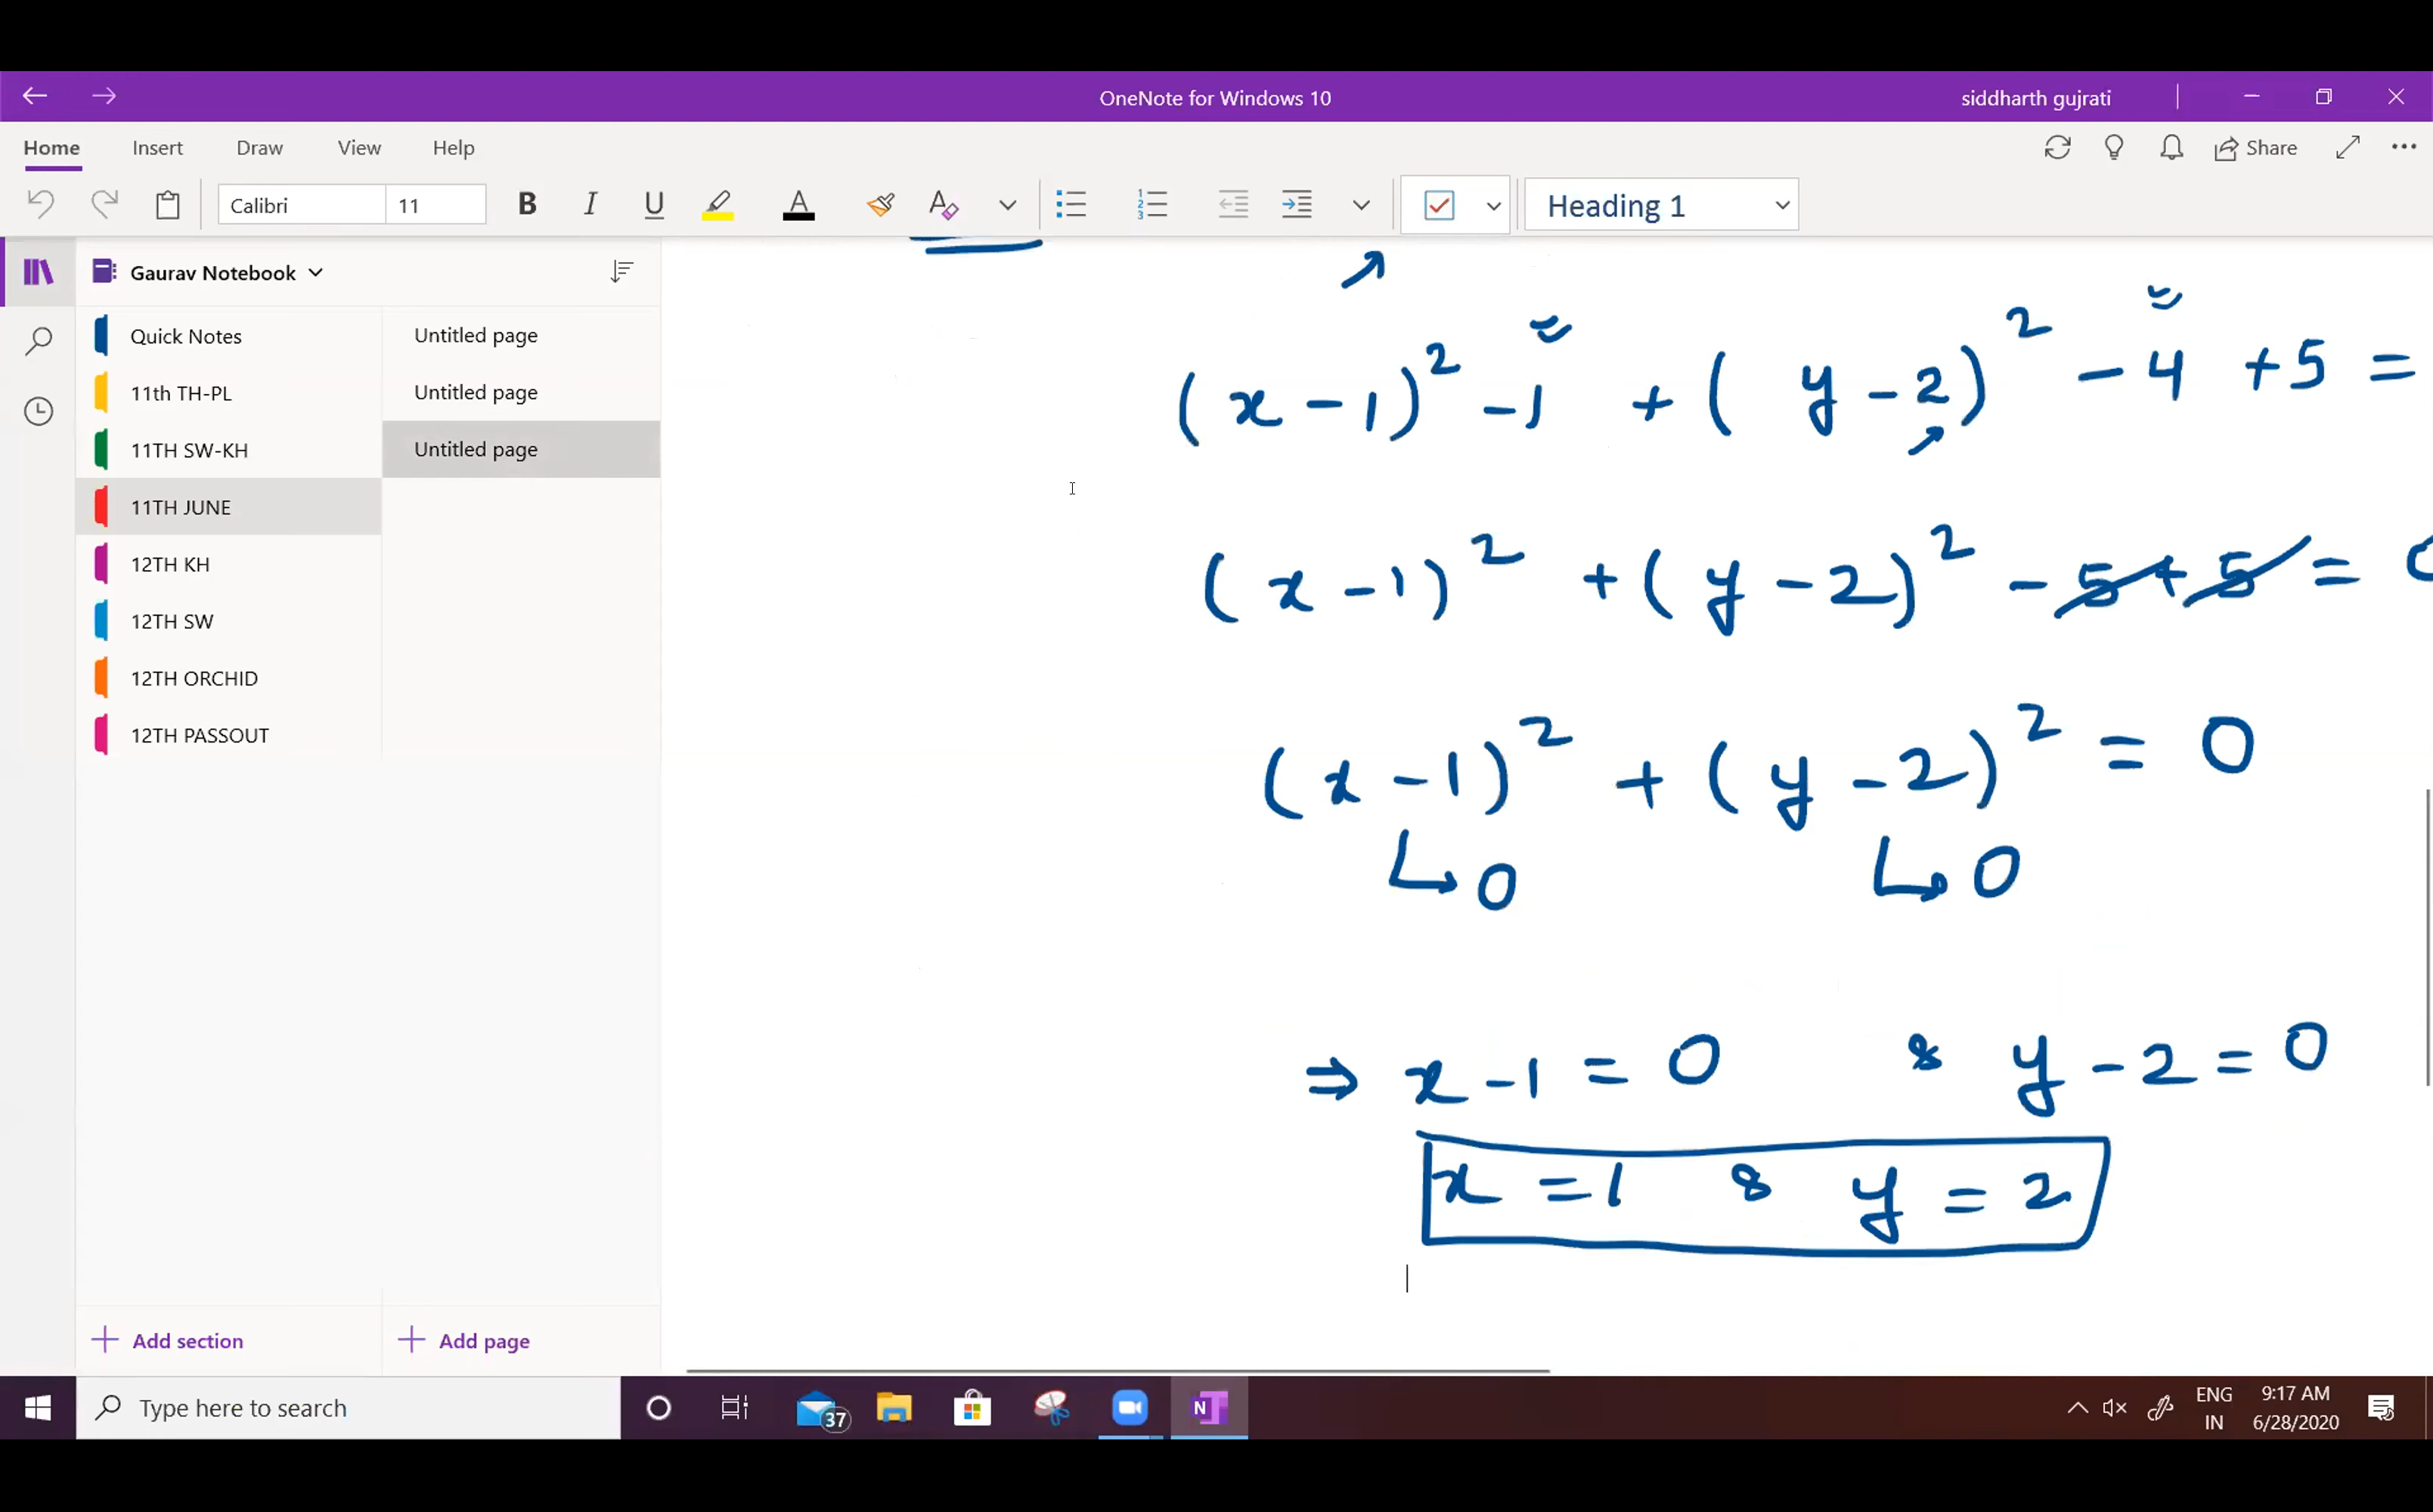 OneNote for Windows 10
siddharth gujrati
Home Insert Draw View Help
Share
Calibri 11 B I U A A Heading 1
Gaurav Notebook
Quick Notes
11th TH-PL
11TH SW-KH
11TH JUNE
12TH KH
12TH SW
12TH ORCHID
12TH PASSOUT
Untitled page
Untitled page
Untitled page
(x - 1)² - 1 + (y - 2)² - 4 + 5 =
(x - 1)² + (y - 2)² - 5 + 5 = 0
(x - 1)² + (y - 2)² = 0
↳ 0 ↳ 0
⇒ x - 1 = 0 & y - 2 = 0
x = 1 & y = 2
Add section
Add page
Type here to search
37
N
ENG
IN
9:17 AM
6/28/2020